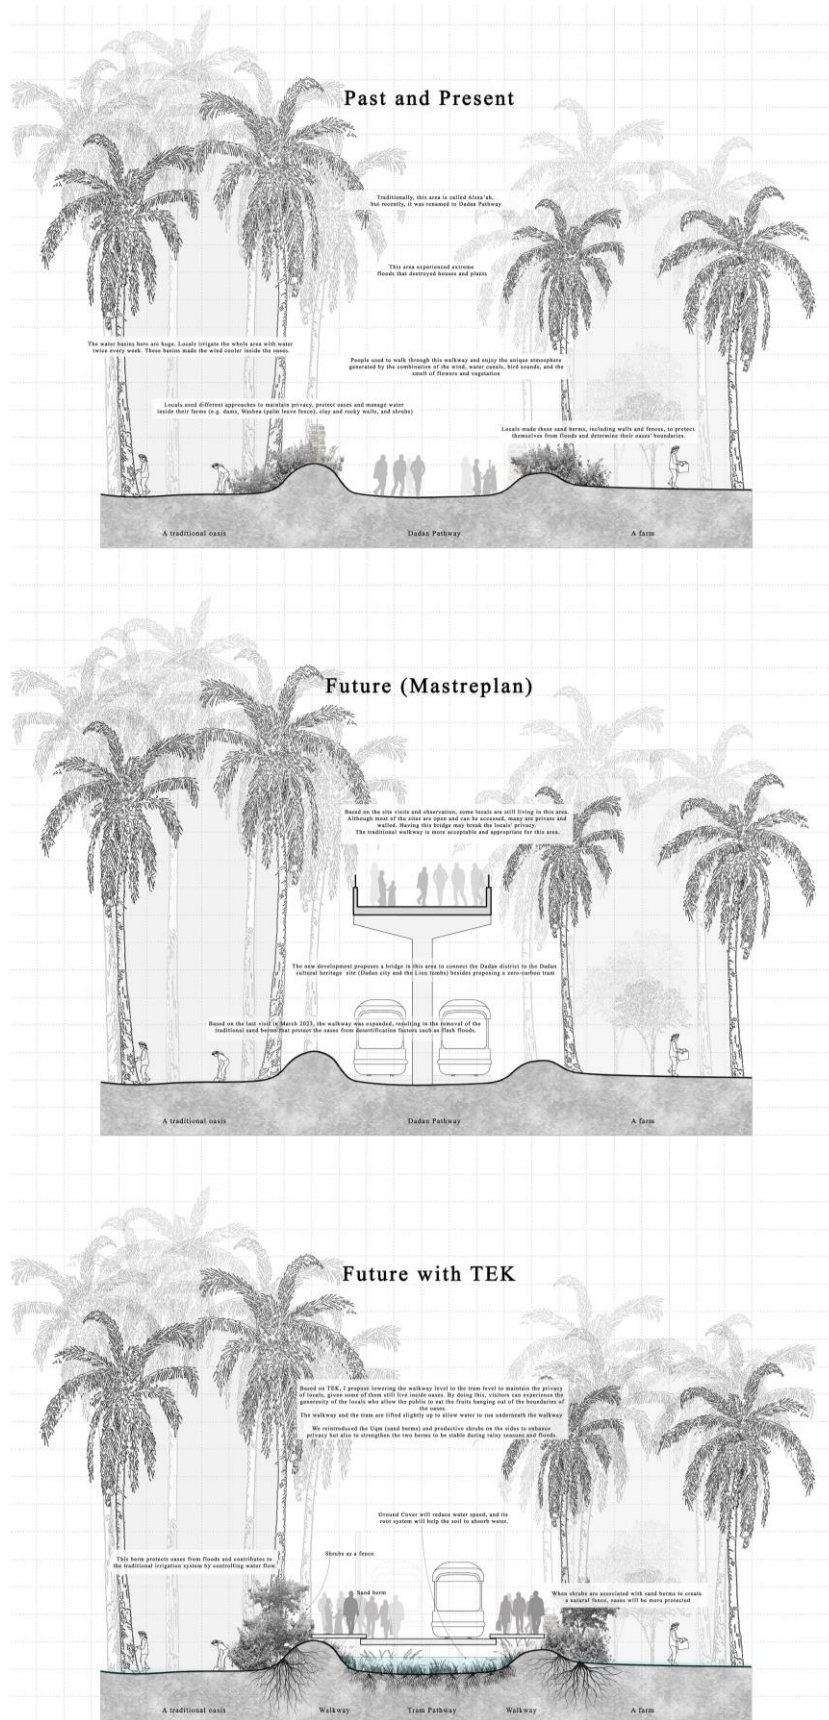 Past and Present
Traditionally, this area is called Aloza'ah,
but recently, it was renamed to Dadan Pathway
This area experienced extreme
floods that destroyed houses and plants
The water basins here are huge. Locals irrigate the whole area with water
twice every week. These basins made the wind cooler inside the oases.
People used to walk through this walkway and enjoy the unique atmosphere
generated by the combination of the wind, water canals, bird sounds, and the
smell of flowers and vegetation
Locals used different approaches to maintain privacy, protect oases and manage water
inside their farms (e.g. dams, (palm leave fence), clay and rocky walls, and shrubs)
Locals made these sand berms, including walls and fences, to protect
themselves from floods and determine their oases' boundaries.
A traditional oasis
Dadan Pathway
A farm
Future (Mastreplan)
Based on the site visits and observation, some locals are still living in this area.
Although most of the sites are open and can be accessed, many are private and
walled. Having this bridge may break the locals' privacy.
The traditional walkway is more acceptable and appropriate for this area.
The new development proposes a bridge in this area to connect the Dadan district to the Dadan
cultural heritage site (Dadan city and the Lion tombs) besides proposing a zero-carbon tram
Based on the last visit in March 2023, the walkway was expanded, resulting in the removal of the
traditional sand berms that protect the oases from desertification factors such as flash floods.
A traditional oasis
Dadan Pathway
A farm
Future with TEK
Based on TEK, I propose lowering the walkway level to the tram level to maintain the privacy
of locals, given some of them still live inside oases. By doing this, visitors can experience the
generosity of the locals who allow the public to eat the fruits hanging out of the boundaries of
the oases.
The walkway and the tram are lifted slightly up to allow water to run underneath the walkway
We reintroduced the (sand berms) and productive shrubs on the sides to enhance
privacy but also to strengthen the two berms to be stable during rainy seasons and floods.
Ground Cover will reduce water speed, and its
root system will help the soil to absorb water.
Shrubs as a fence
This berm protects oases from floods and contributes to
the traditional irrigation system by controlling water flow.
Sand berm
When shrubs are associated with sand berms to create
a natural fence, oases will be more protected
A traditional oasis
Walkway
Tram Pathway
Walkway
A farm